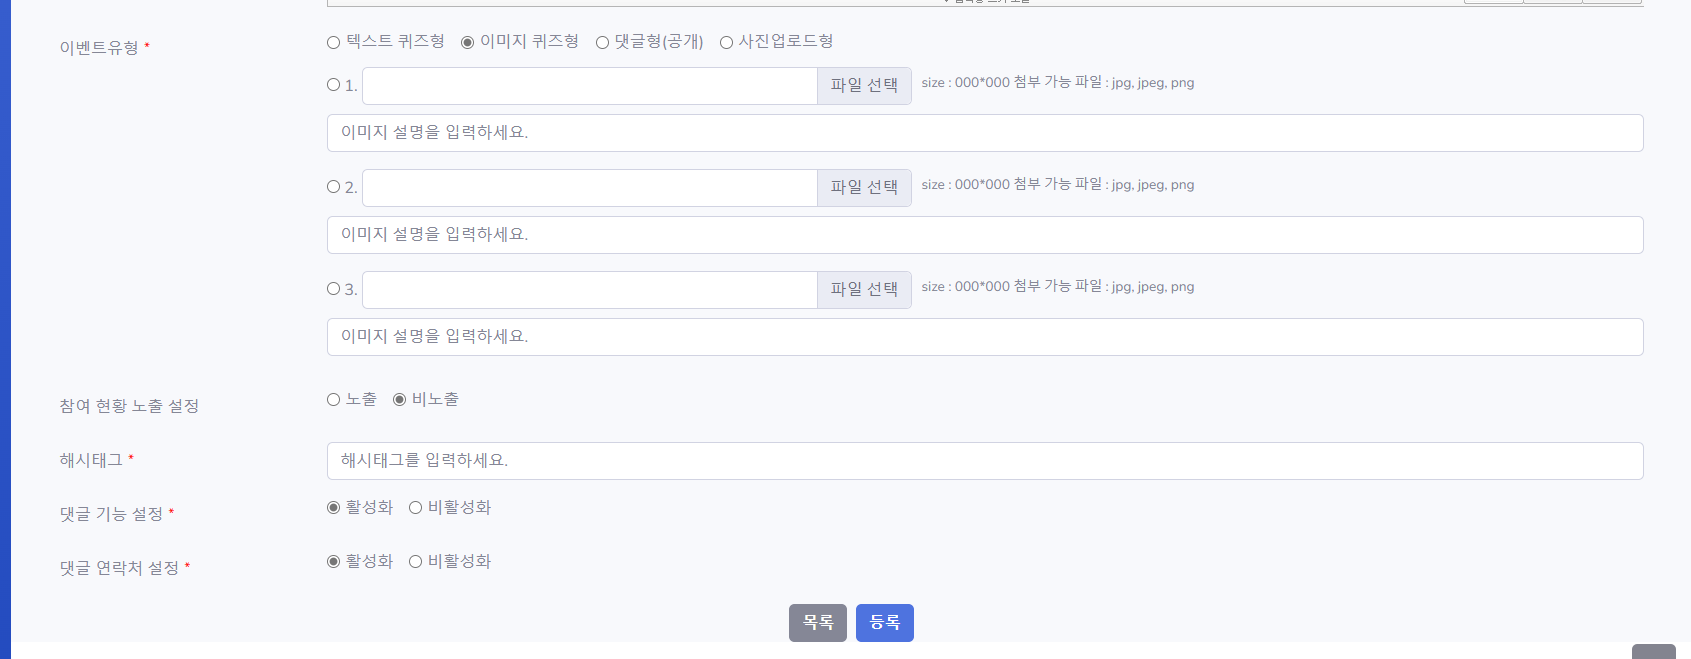 이벤트유형 *
텍스트 퀴즈형 이미지 퀴즈형 댓글형(공개) 사진업로드형
1. 파일 선택 size : 000*000 첨부 가능 파일 : jpg, jpeg, png
이미지 설명을 입력하세요.
2. 파일 선택 size : 000*000 첨부 가능 파일 : jpg, jpeg, png
이미지 설명을 입력하세요.
3. 파일 선택 size : 000*000 첨부 가능 파일 : jpg, jpeg, png
이미지 설명을 입력하세요.
참여 현황 노출 설정 노출 비노출
해시태그 * 해시태그를 입력하세요.
댓글 기능 설정 * 활성화 비활성화
댓글 연락처 설정 * 활성화 비활성화
목록 등록